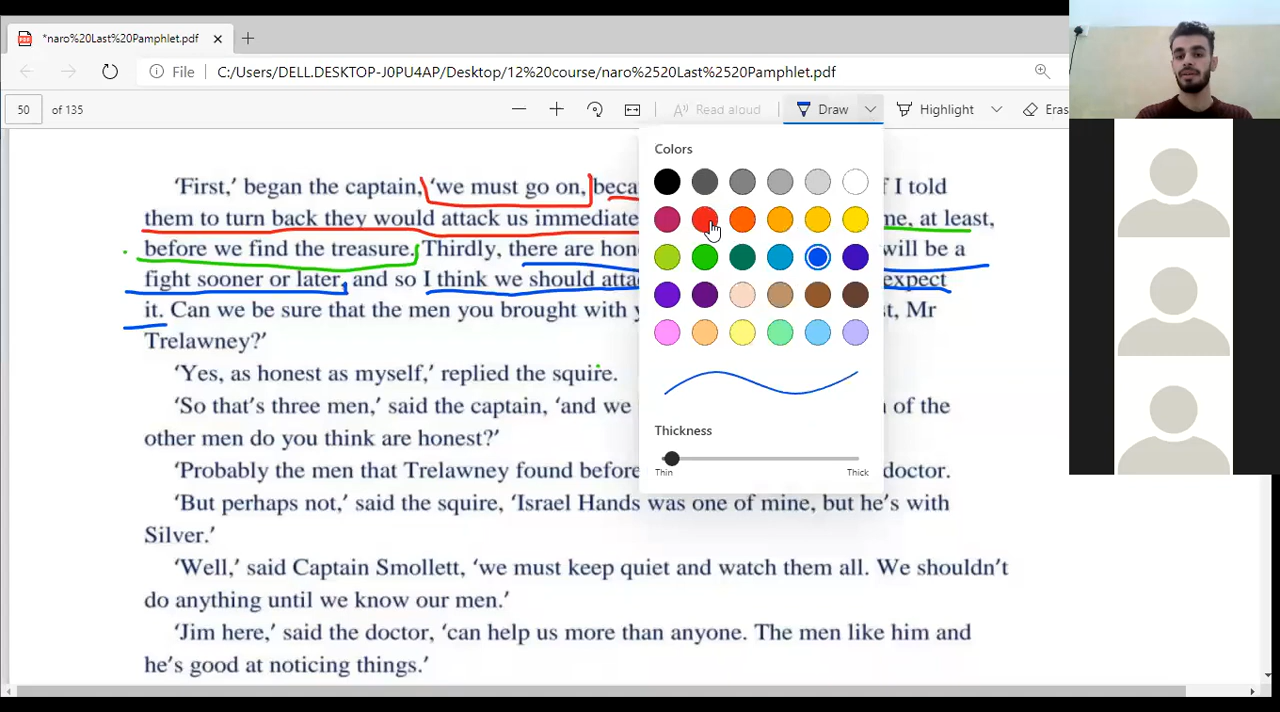 *naro%20Last%20Pamphlet.pdf
File C:/Users/DELL.DESKTOP-J0PU4AP/Desktop/12%20course/naro%2520Last%2520Pamphlet.pdf
50 of 135 Read aloud Draw Highlight Eras
Colors
'First,' began the captain, 'we must go on, beca f I told
them to turn back they would attack us immediate me, at least,
before we find the treasure. Thirdly, there are hon will be a
fight sooner or later, and so I think we should atta expect
it. Can we be sure that the men you brought with y t, Mr
Trelawney?'
'Yes, as honest as myself,' replied the squire.
'So that's three men,' said the captain, 'and we n of the
other men do you think are honest?'
Thickness
Thin Thick
'Probably the men that Trelawney found before doctor.
'But perhaps not,' said the squire, 'Israel Hands was one of mine, but he's with
Silver.'
'Well,' said Captain Smollett, 'we must keep quiet and watch them all. We shouldn't
do anything until we know our men.'
'Jim here,' said the doctor, 'can help us more than anyone. The men like him and
he's good at noticing things.'